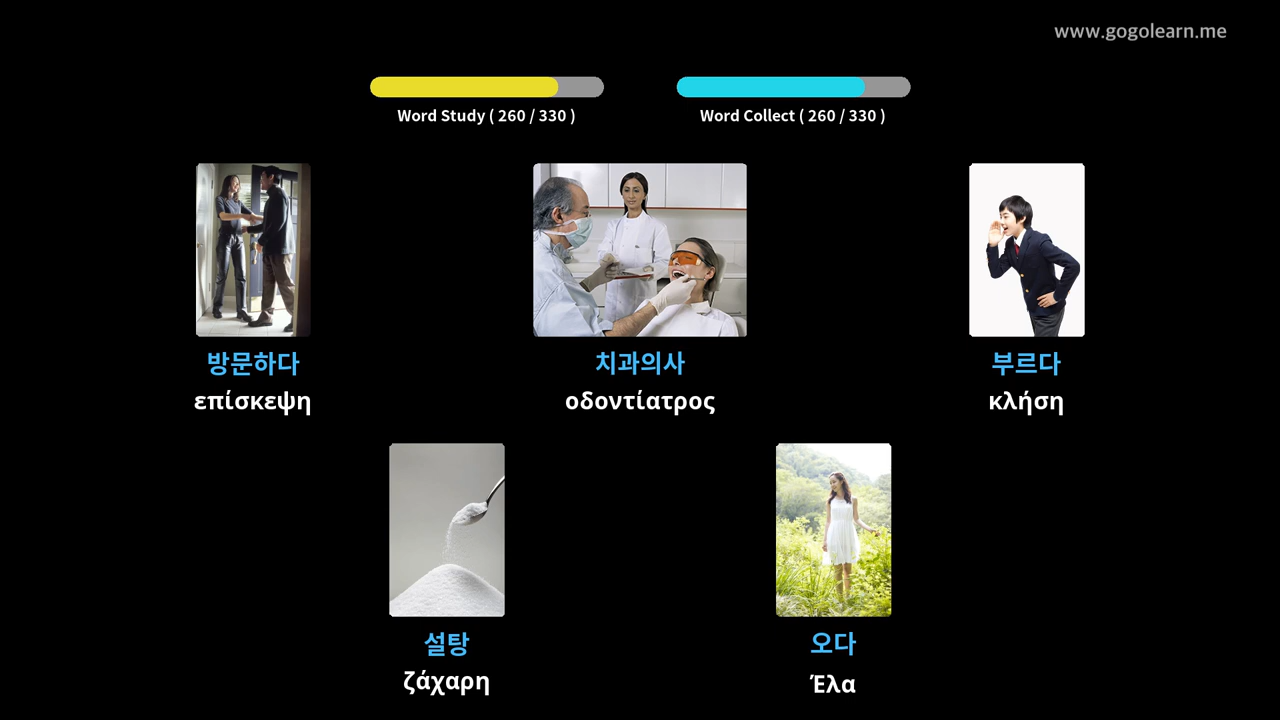 www.gogolearn.me
Word Study ( 260 / 330 )
Word Collect ( 260 / 330 )
방문하다
επίσκεψη
치과의사
οδοντίατρος
부르다
κλήση
설탕
ζάχαρη
오다
Έλα